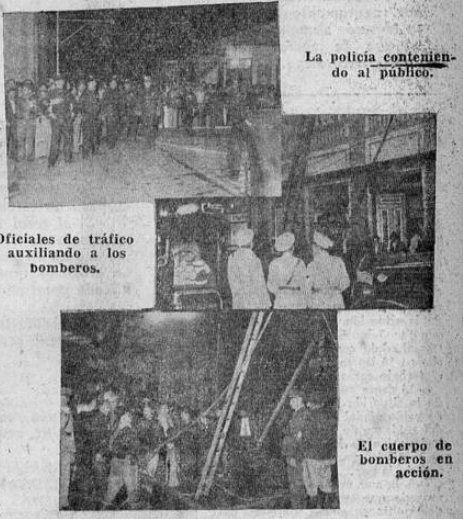 La policía contenien-
do al público.
Oficiales de tráfico
auxiliando a los
bomberos.
El cuerpo de
bomberos en
acción.